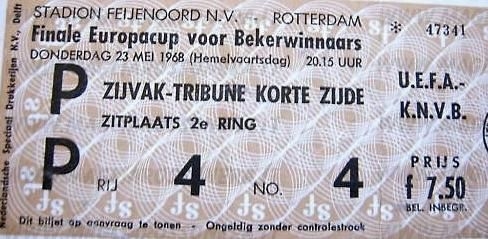 STADION FEIJENOORD N.V. - ROTTERDAM * 47341
Finale Europacup voor Bekerwinnaars
DONDERDAG 23 MEI 1968 (Hemelvaartsdag) 20.15 UUR
P ZIJVAK-TRIBUNE KORTE ZIJDE
U.E.F.A.-
K.N.V.B.
ZITPLAATS 2e RING
P RIJ 4 NO. 4
PRIJS
f 7.50
BEL. INBEGR.
Dit biljet op aanvraag te tonen - Ongeldig zonder controlestrook
Nederlandsche Speciaal Drukkerijen N.V., Delft